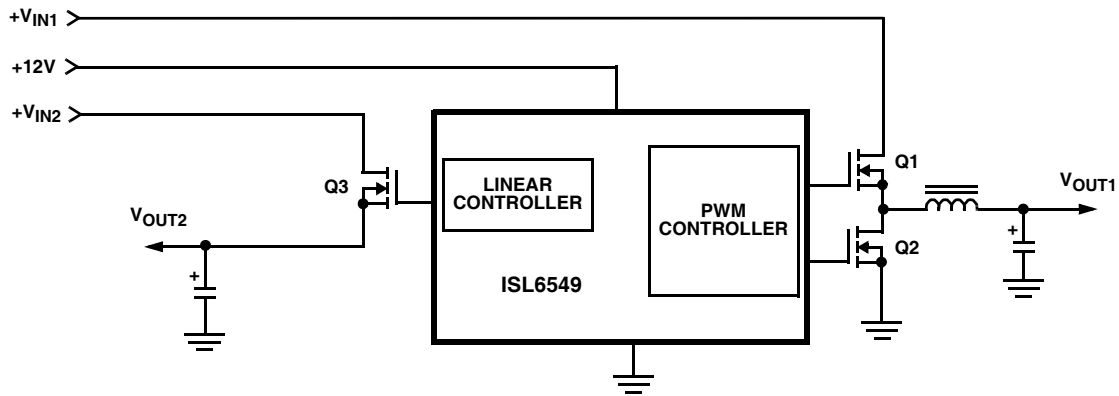 +VIN1
+12V
+VIN2
Q3
LINEAR
CONTROLLER
PWM
CONTROLLER
Q1
VOUT1
VOUT2
+
ISL6549
Q2
+